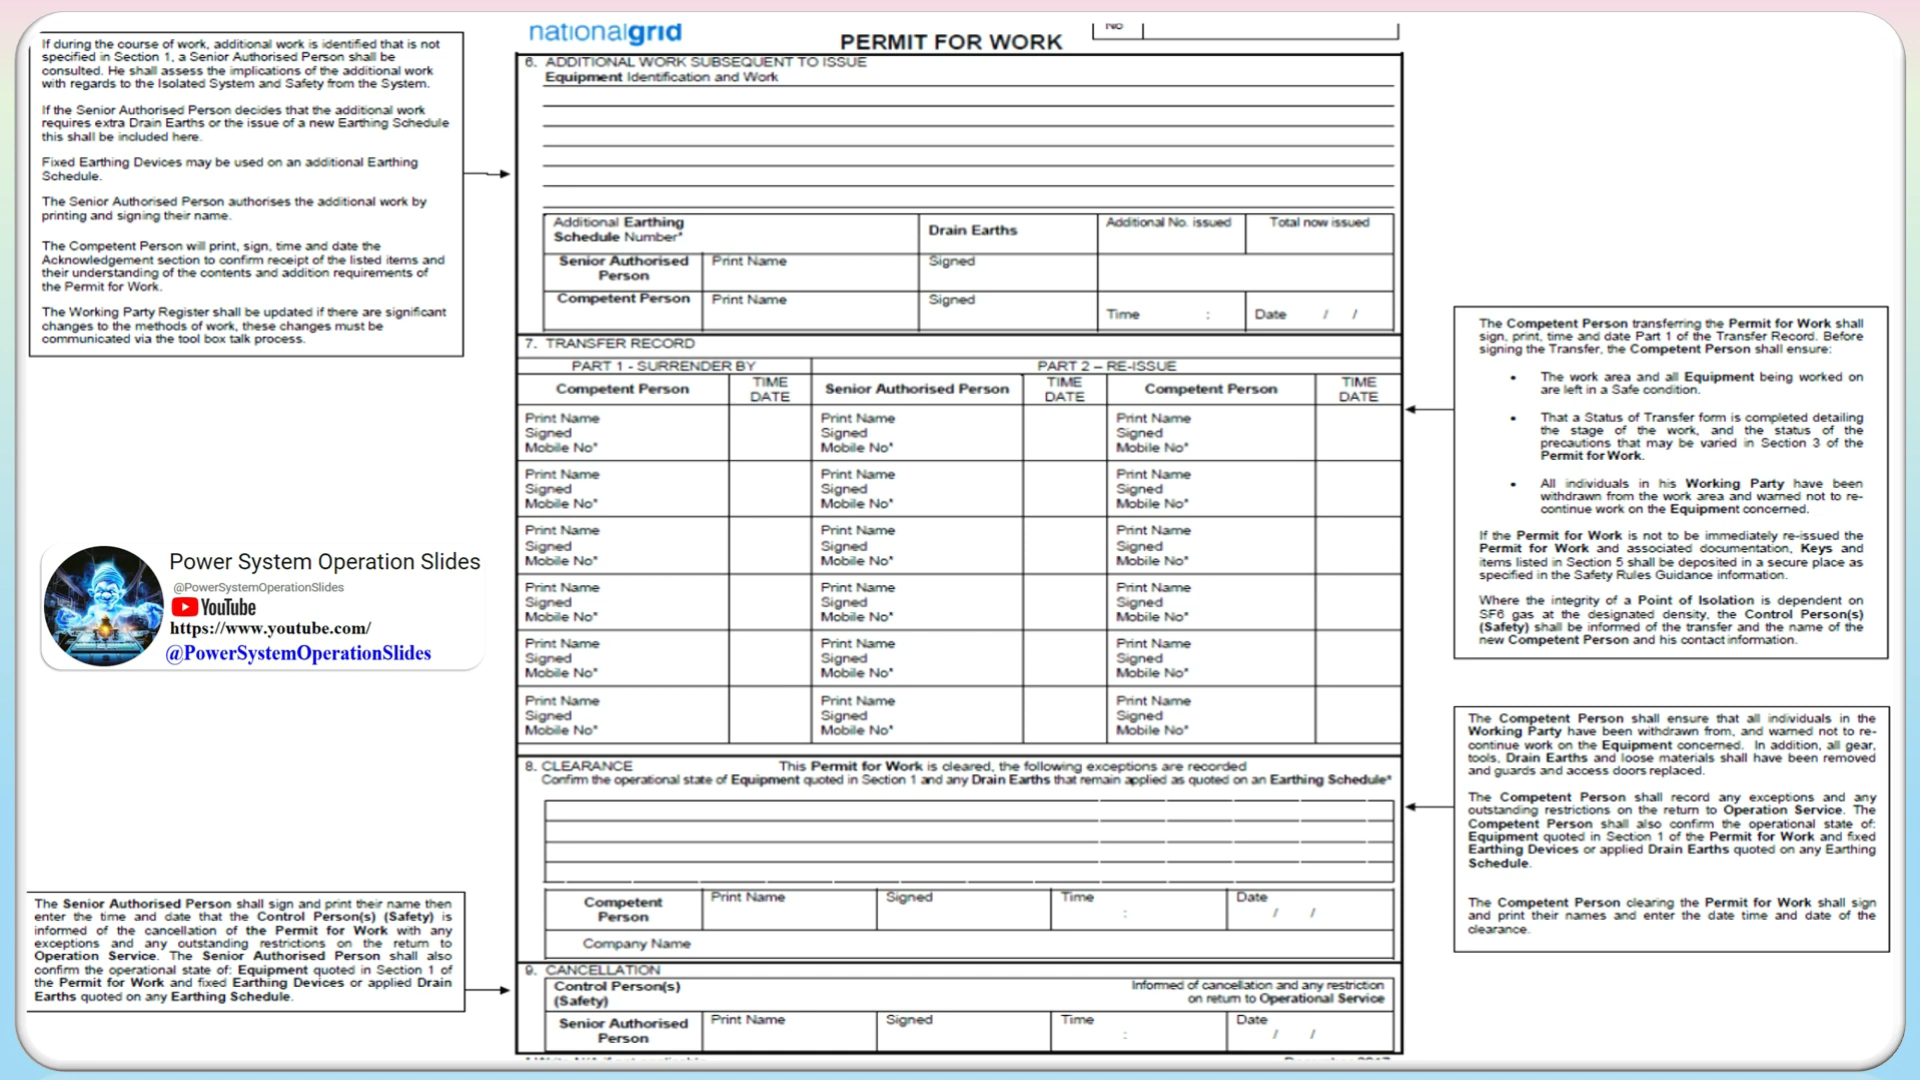 If during the course of work, additional work is identified that is not
specified in Section 1, a Senior Authorised Person shall be
consulted. He shall assess the implications of the additional work
with regards to the Isolated System and Safety from the System.
If the Senior Authorised Person decides that the additional work
requires extra Drain Earths or the issue of a new Earthing Schedule
this shall be included here.
Fixed Earthing Devices may be used on an additional Earthing
Schedule.
The Senior Authorised Person authorises the additional work by
printing and signing their name.
The Competent Person will print, sign, time and date the
Acknowledgement section to confirm receipt of the listed items and
their understanding of the contents and addition requirements of
the Permit for Work.
The Working Party Register shall be updated if there are significant
changes to the methods of work, these changes must be
communicated via the tool box talk process.
Power System Operation Slides
@PowerSystemOperationSlides
YouTube
https://www.youtube.com/
@PowerSystemOperationSlides
The Senior Authorised Person shall sign and print their name then
enter the time and date that the Control Person(s) (Safety) is
informed of the cancellation of the Permit for Work with any
exceptions and any outstanding restrictions on the return to
Operation Service. The Senior Authorised Person shall also
confirm the operational state of: Equipment quoted in Section 1 of
the Permit for Work and fixed Earthing Devices or applied Drain
Earths quoted on any Earthing Schedule.
nationalgrid
PERMIT FOR WORK
No
6. ADDITIONAL WORK SUBSEQUENT TO ISSUE
Equipment Identification and Work
Additional Earthing
Schedule Number*
Drain Earths
Additional No. issued
Total now issued
Senior Authorised
Person
Print Name
Signed
Competent Person
Print Name
Signed
Time :
Date / /
7. TRANSFER RECORD
PART 1 - SURRENDER BY
PART 2 – RE-ISSUE
Competent Person
TIME
DATE
Senior Authorised Person
TIME
DATE
Competent Person
TIME
DATE
Print Name Print Name Print Name
Signed Signed Signed
Mobile No* Mobile No* Mobile No*
Print Name Print Name Print Name
Signed Signed Signed
Mobile No* Mobile No* Mobile No*
Print Name Print Name Print Name
Signed Signed Signed
Mobile No* Mobile No* Mobile No*
Print Name Print Name Print Name
Signed Signed Signed
Mobile No* Mobile No* Mobile No*
Print Name Print Name Print Name
Signed Signed Signed
Mobile No* Mobile No* Mobile No*
Print Name Print Name Print Name
Signed Signed Signed
Mobile No* Mobile No* Mobile No*
8. CLEARANCE This Permit for Work is cleared, the following exceptions are recorded
Confirm the operational state of Equipment quoted in Section 1 and any Drain Earths that remain applied as quoted on an Earthing Schedule*
Competent
Person
Print Name
Signed
Time :
Date / /
Company Name
9. CANCELLATION
Control Person(s)
(Safety)
Informed of cancellation and any restriction
on return to Operational Service
Senior Authorised
Person
Print Name
Signed
Time :
Date / /
The Competent Person transferring the Permit for Work shall
sign, print, time and date Part 1 of the Transfer Record. Before
signing the Transfer, the Competent Person shall ensure:
• The work area and all Equipment being worked on
are left in a Safe condition.
• That a Status of Transfer form is completed detailing
the stage of the work, and the status of the
precautions that may be varied in Section 3 of the
Permit for Work.
• All individuals in his Working Party have been
withdrawn from the work area and warned not to re-
continue work on the Equipment concerned.
If the Permit for Work is not to be immediately re-issued the
Permit for Work and associated documentation, Keys and
items listed in Section 5 shall be deposited in a secure place as
specified in the Safety Rules Guidance information.
Where the integrity of a Point of Isolation is dependent on
SF6 gas at the designated density, the Control Person(s)
(Safety) shall be informed of the transfer and the name of the
new Competent Person and his contact information.
The Competent Person shall ensure that all individuals in the
Working Party have been withdrawn from, and warned not to re-
continue work on the Equipment concerned. In addition, all gear,
tools, Drain Earths and loose materials shall have been removed
and guards and access doors replaced.
The Competent Person shall record any exceptions and any
outstanding restrictions on the return to Operation Service. The
Competent Person shall also confirm the operational state of:
Equipment quoted in Section 1 of the Permit for Work and fixed
Earthing Devices or applied Drain Earths quoted on any Earthing
Schedule.
The Competent Person clearing the Permit for Work shall sign
and print their names and enter the date time and date of the
clearance.